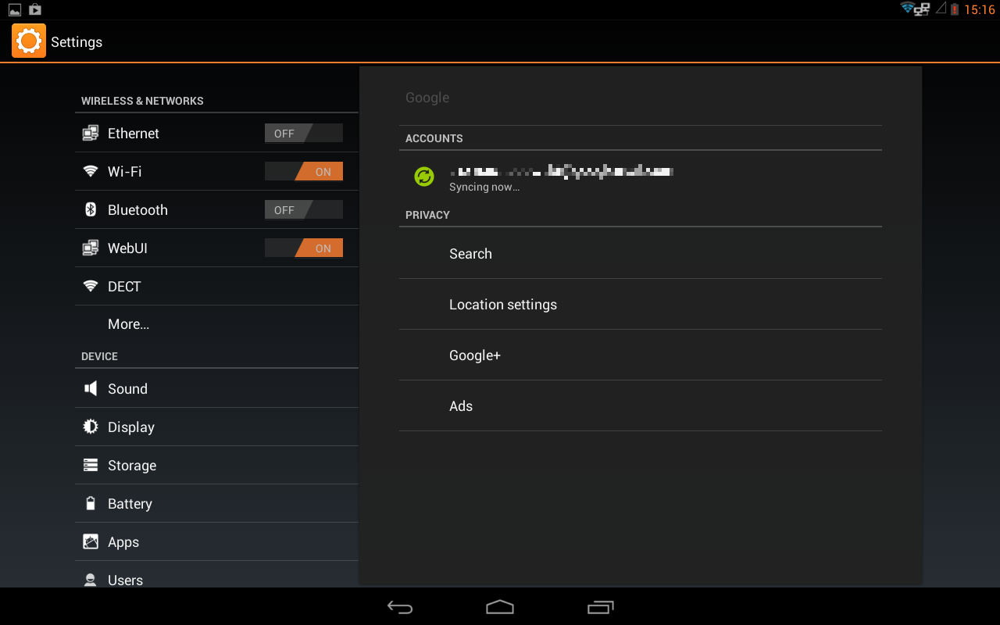 15:16
Settings
WIRELESS & NETWORKS
Ethernet OFF
Wi-Fi ON
Bluetooth OFF
WebUI ON
DECT
More...
DEVICE
Sound
Display
Storage
Battery
Apps
Users
Google
ACCOUNTS
Syncing now...
PRIVACY
Search
Location settings
Google+
Ads